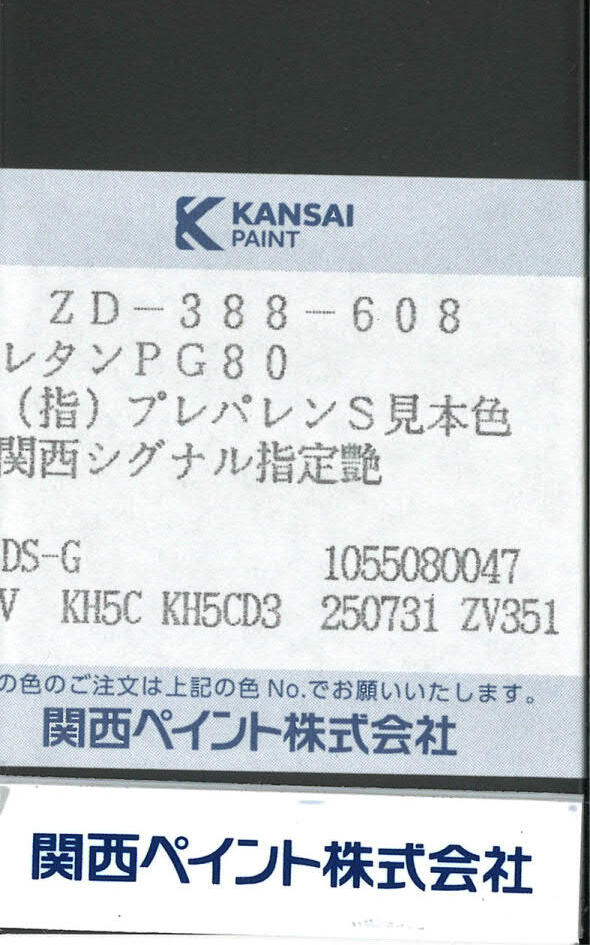 KANSAI
PAINT
ZD-388-608
レタンPG80
(指)プレパレンS見本色
関西シグナル指定艶
DS-G 1055080047
V KH5C KH5CD3 250731 ZV351
の色のご注文は上記の色No.でお願いいたします。
関西ペイント株式会社
関西ペイント株式会社